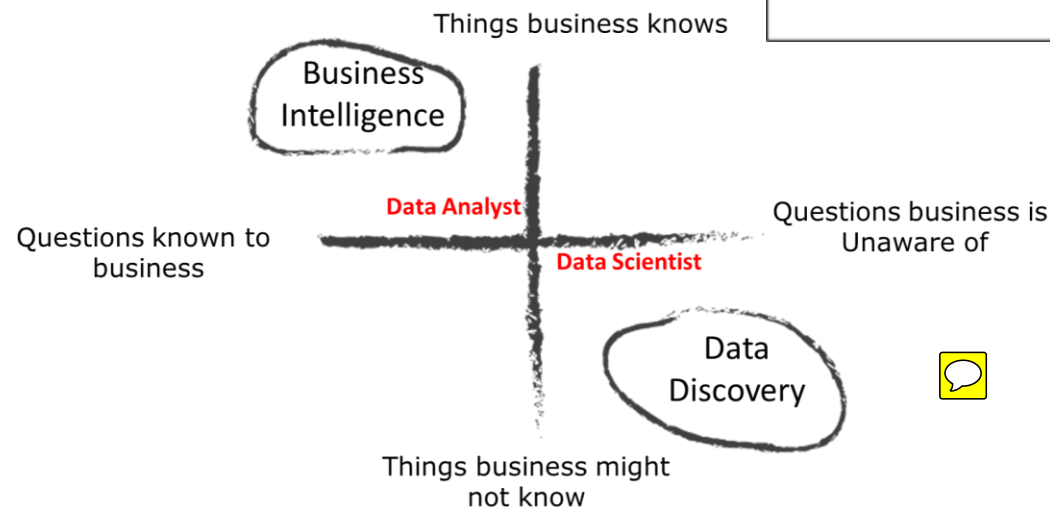 Things business knows
Business
Intelligence
Data Analyst
Questions known to
business
Questions business is
Unaware of
Data Scientist
Data
Discovery
Things business might
not know